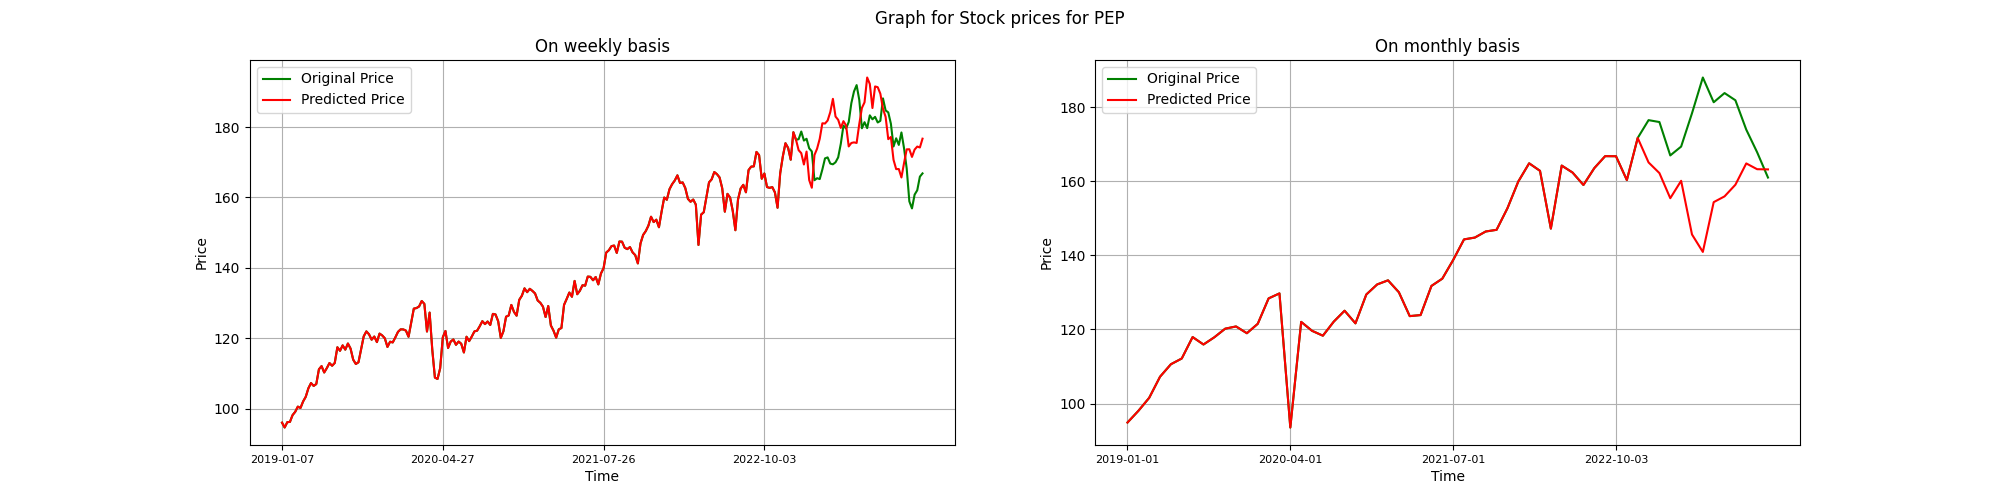 Graph for Stock prices for PEP
On weekly basis
Original Price
Predicted Price
180
160
140
120
100
Price
2019-01-07
2020-04-27
2021-07-26
2022-10-03
Time
On monthly basis
Original Price
Predicted Price
180
160
140
120
100
Price
2019-01-01
2020-04-01
2021-07-01
2022-10-03
Time